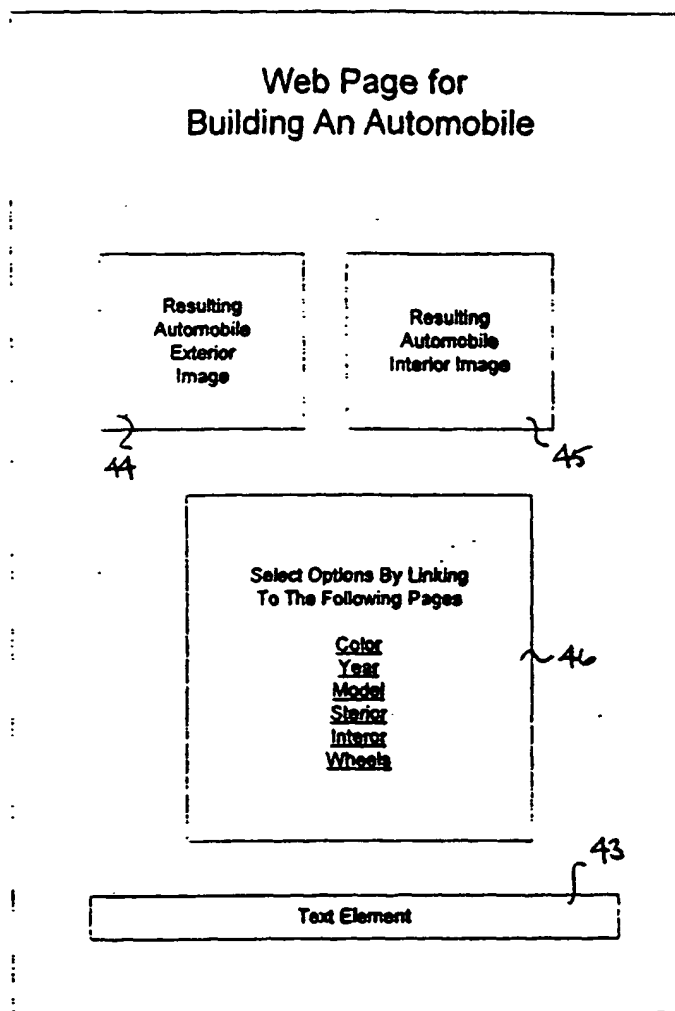 Web Page for
Building An Automobile
Resulting
Automobile
Exterior
Image
Resulting
Automobile
Interior Image
44
45
Select Options By Linking
To The Following Pages
Color
Year
Model
Sterior
Interor
Wheels
46
43
Text Element